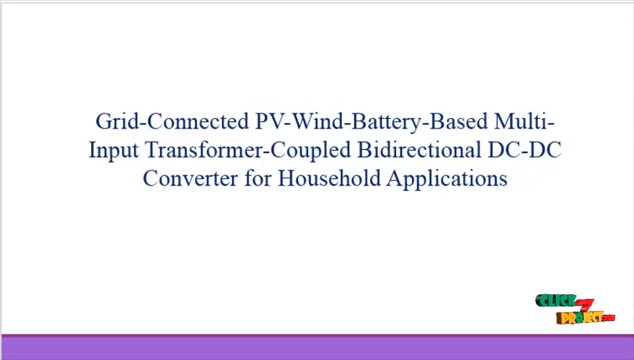 Grid-Connected PV-Wind-Battery-Based Multi-
Input Transformer-Coupled Bidirectional DC-DC
Converter for Household Applications
CLICK
PROJECT